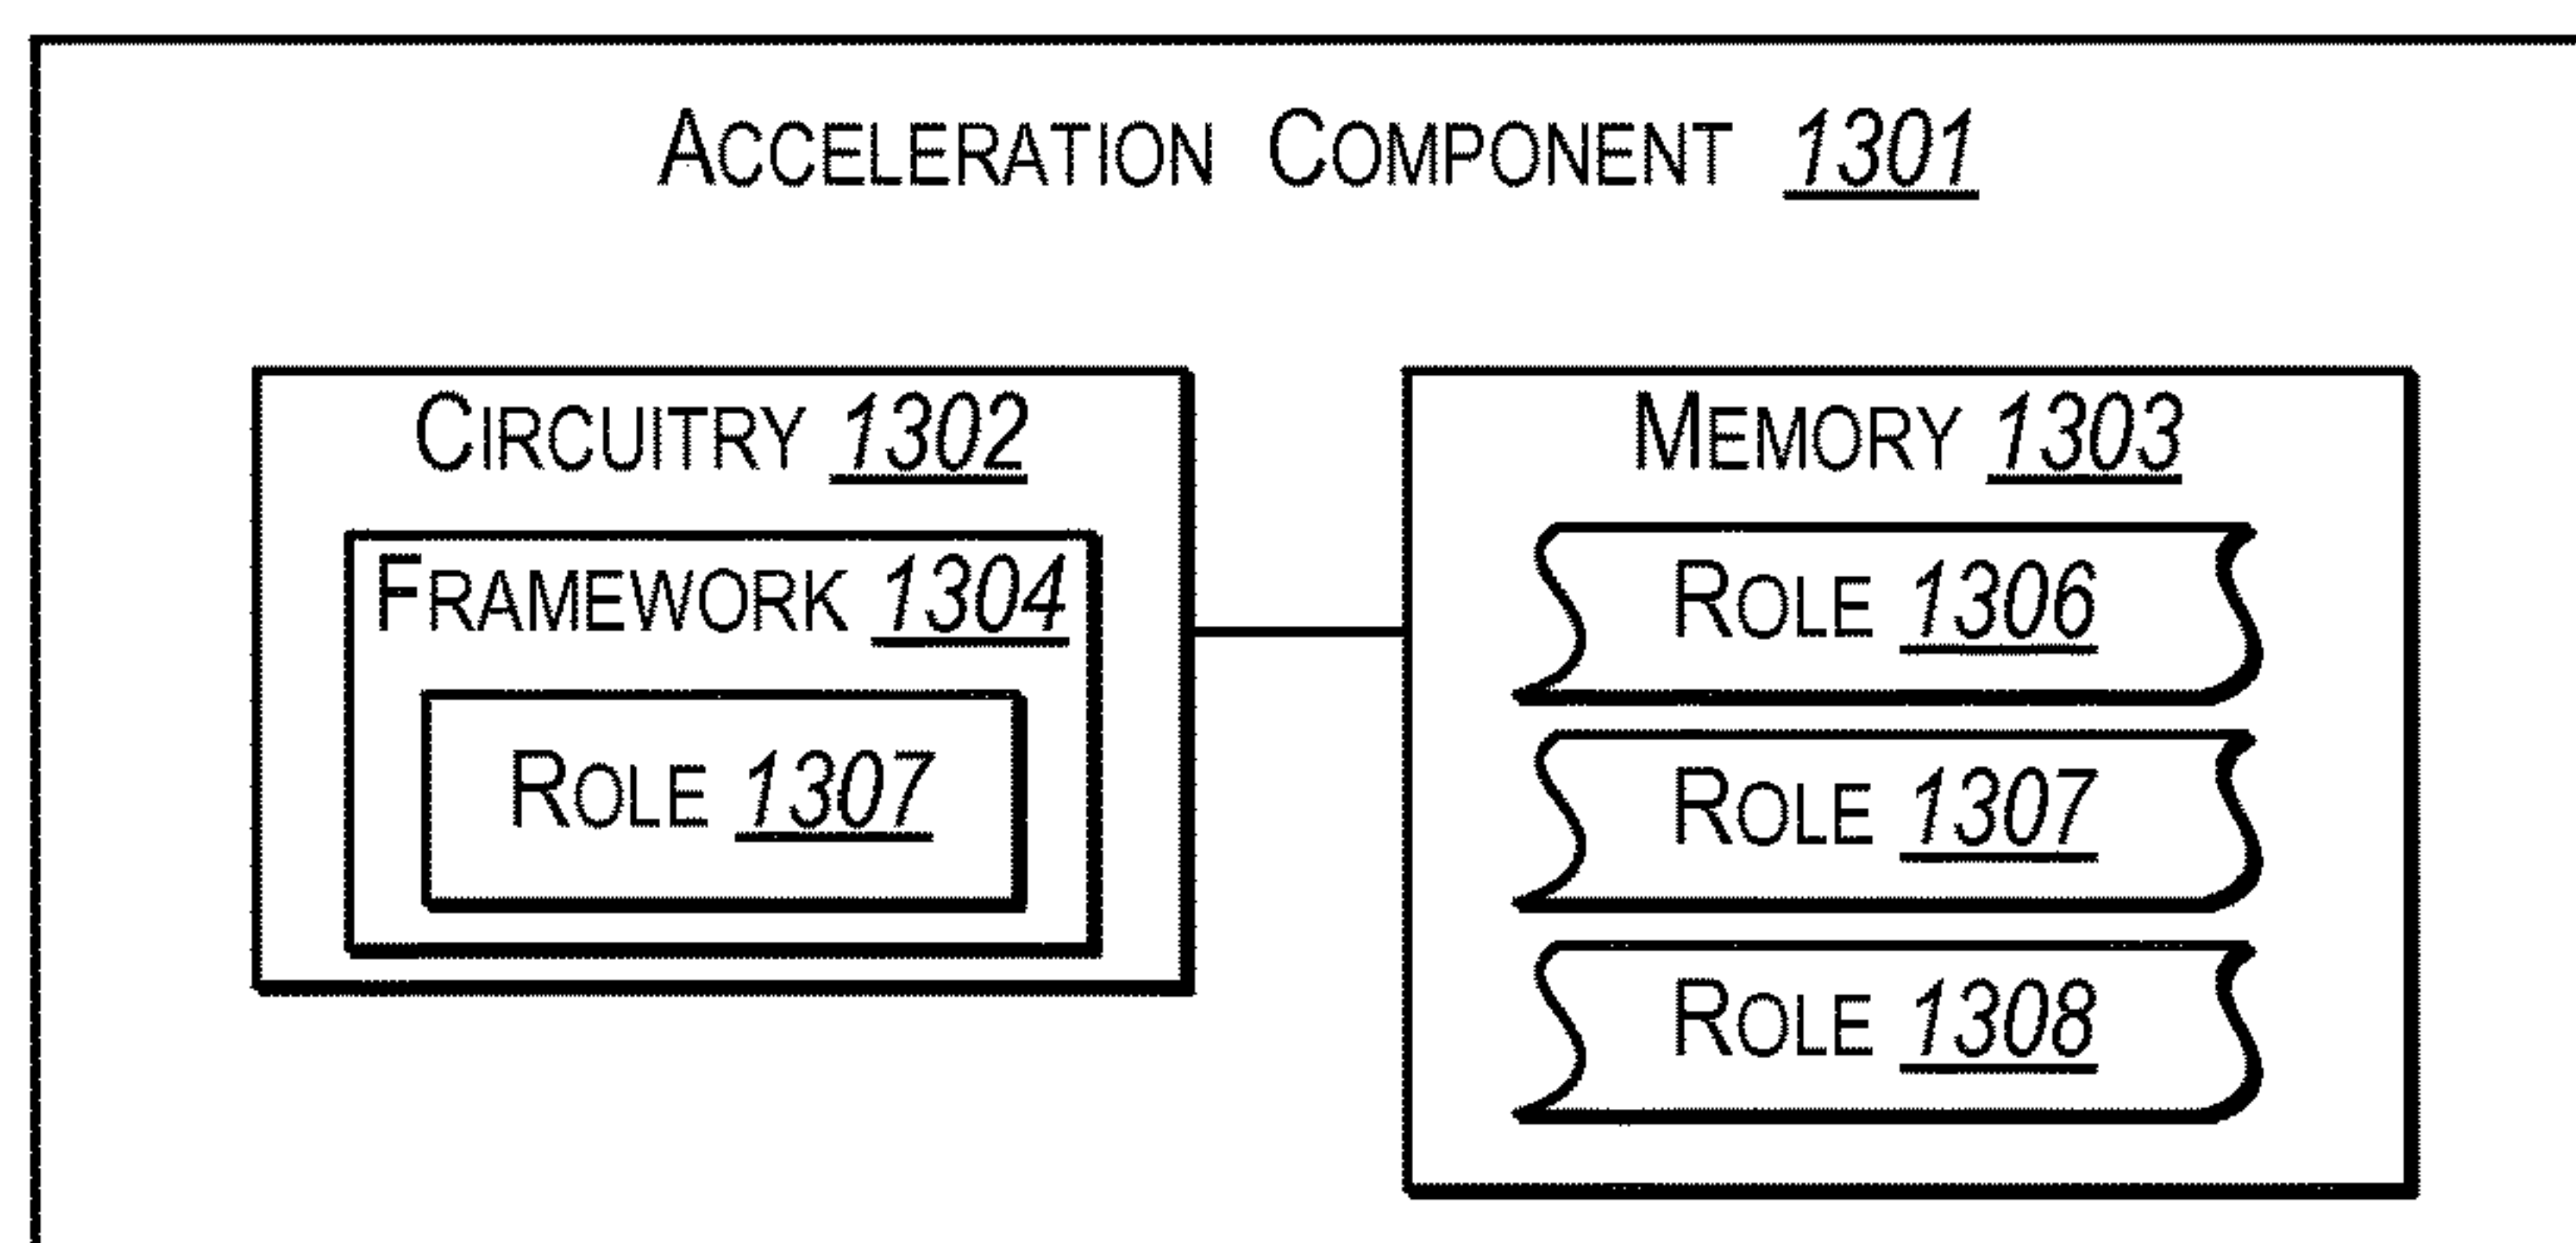 ACCELERATION COMPONENT 1301
CIRCUITRY 1302
FRAMEWORK 1304
ROLE 1307
MEMORY 1303
ROLE 1306
ROLE 1307
ROLE 1308